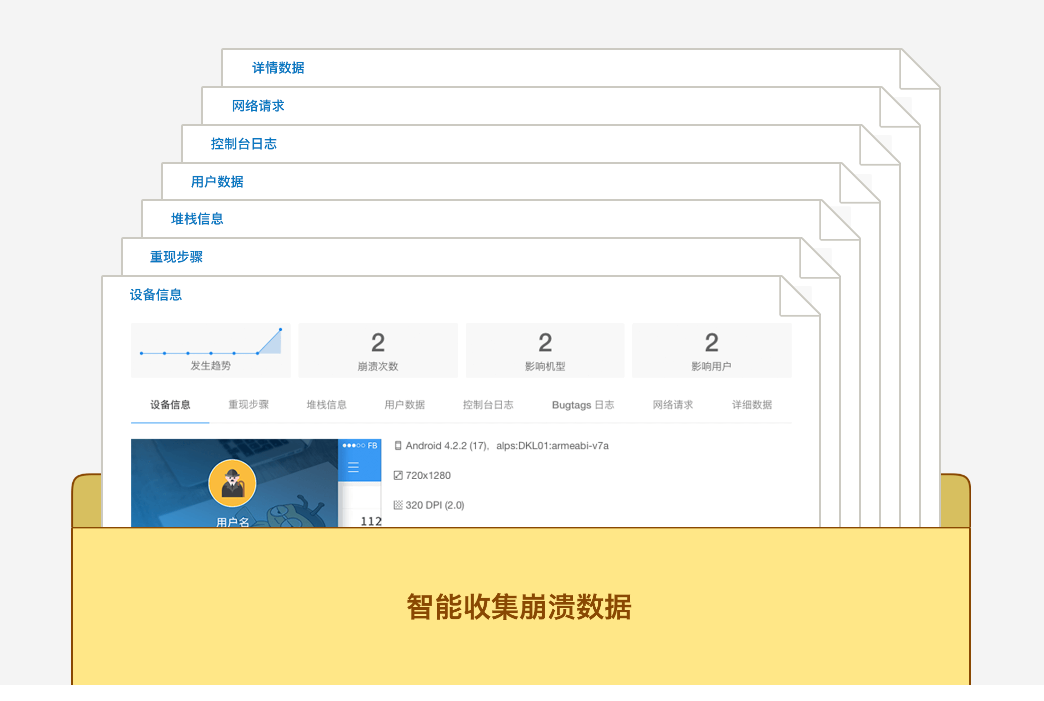 详情数据
网络请求
控制台日志
用户数据
堆栈信息
重现步骤
设备信息
2 2 2
发生趋势 崩溃次数 影响机型 影响用户
设备信息 重现步骤 堆栈信息 用户数据 控制台日志 Bugtags 日志 网络请求 详细数据
FB Android 4.2.2 (17), alps:DKL01:armeabi-v7a
720x1280
320 DPI (2.0)
用户名 112
智能收集崩溃数据